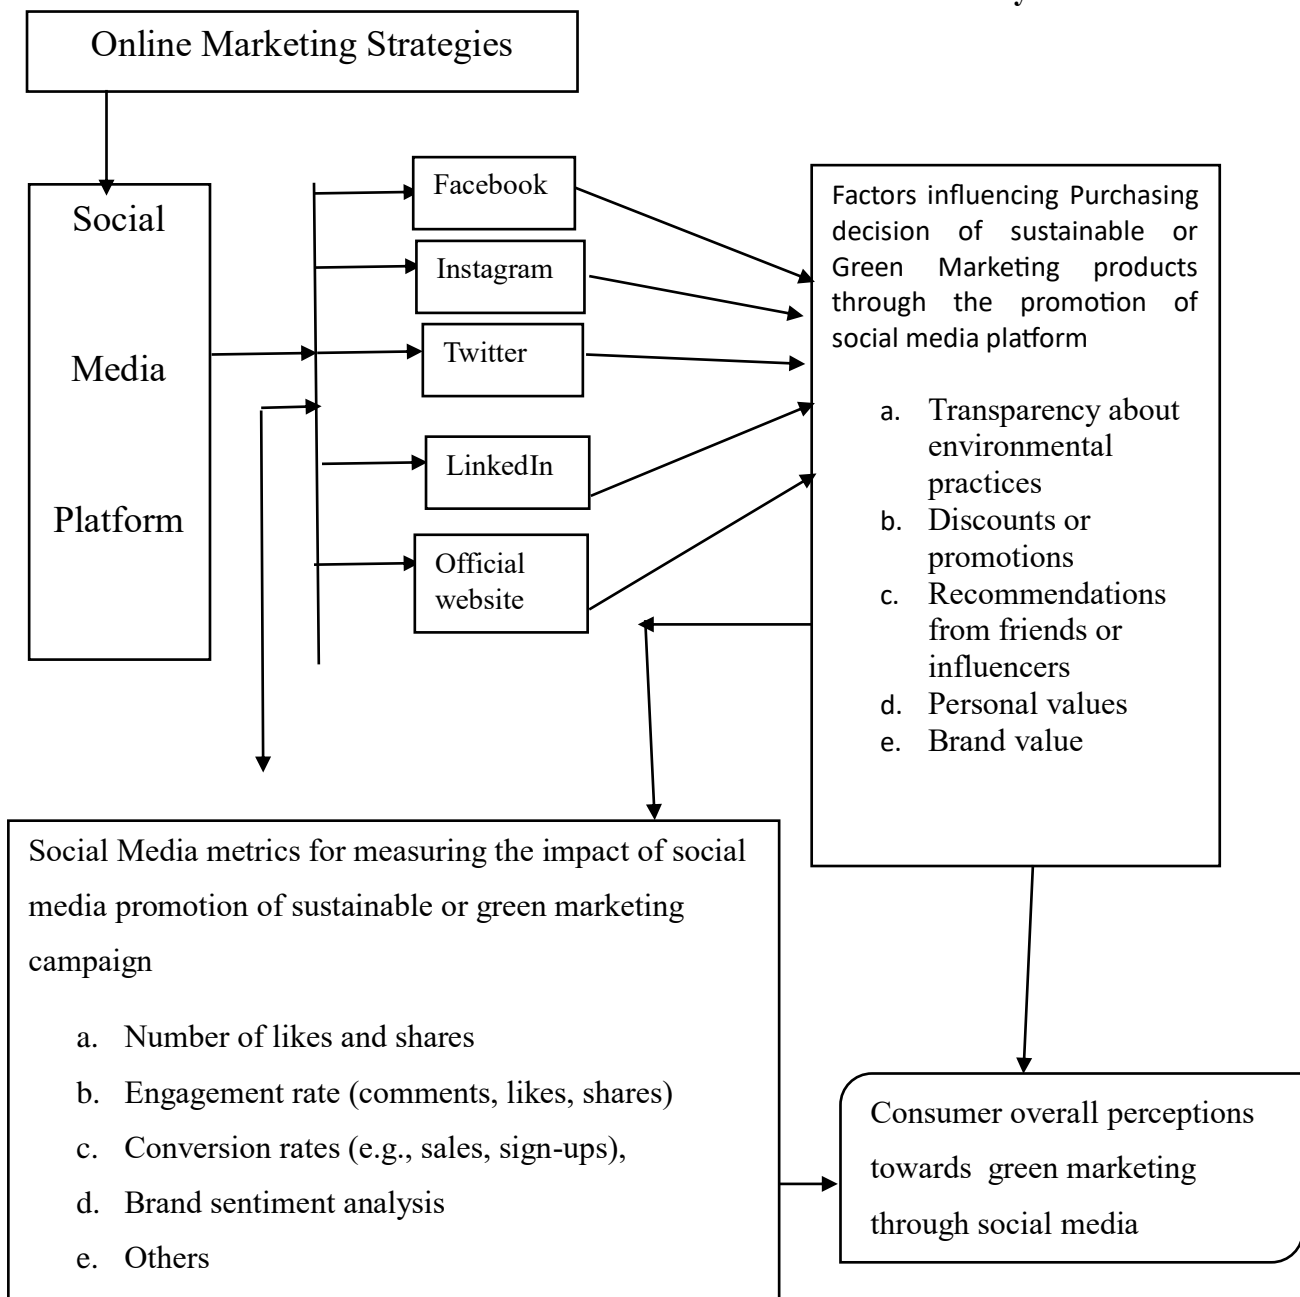 Online Marketing Strategies
Social
Media
Platform
Facebook
Instagram
Twitter
LinkedIn
Official
website
Factors influencing Purchasing
decision of sustainable or
Green Marketing products
through the promotion of
social media platform
a. Transparency about
environmental
practices
b. Discounts or
promotions
c. Recommendations
from friends or
influencers
d. Personal values
e. Brand value
Social Media metrics for measuring the impact of social
media promotion of sustainable or green marketing
campaign
a. Number of likes and shares
b. Engagement rate (comments, likes, shares)
c. Conversion rates (e.g., sales, sign-ups),
d. Brand sentiment analysis
e. Others
Consumer overall perceptions
towards green marketing
through social media